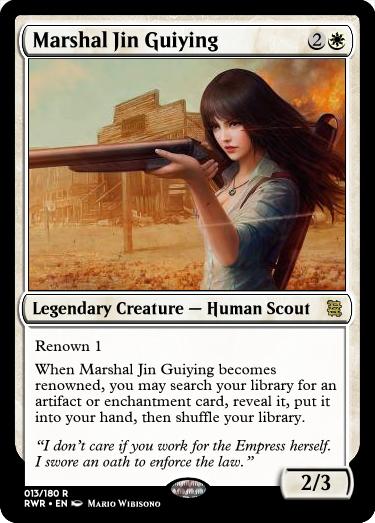 Marshal Jin Guiying 2
Legendary Creature — Human Scout
Renown 1
When Marshal Jin Guiying becomes
renowned, you may search your library for an
artifact or enchantment card, reveal it, put it
into your hand, then shuffle your library.
“I don't care if you work for the Empress herself.
I swore an oath to enforce the law.”
2/3
013/180 R
RWR • EN Mario Wibisono